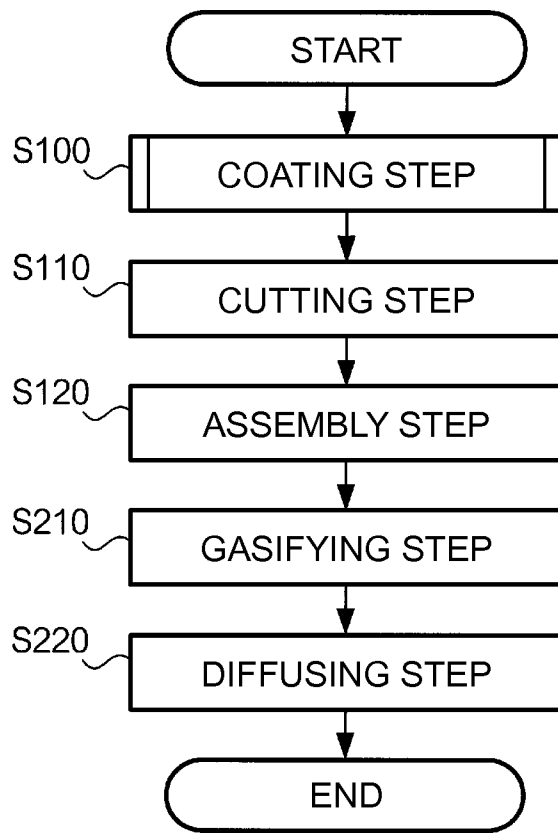 START
S100
COATING STEP
S110
CUTTING STEP
S120
ASSEMBLY STEP
S210
GASIFYING STEP
S220
DIFFUSING STEP
END